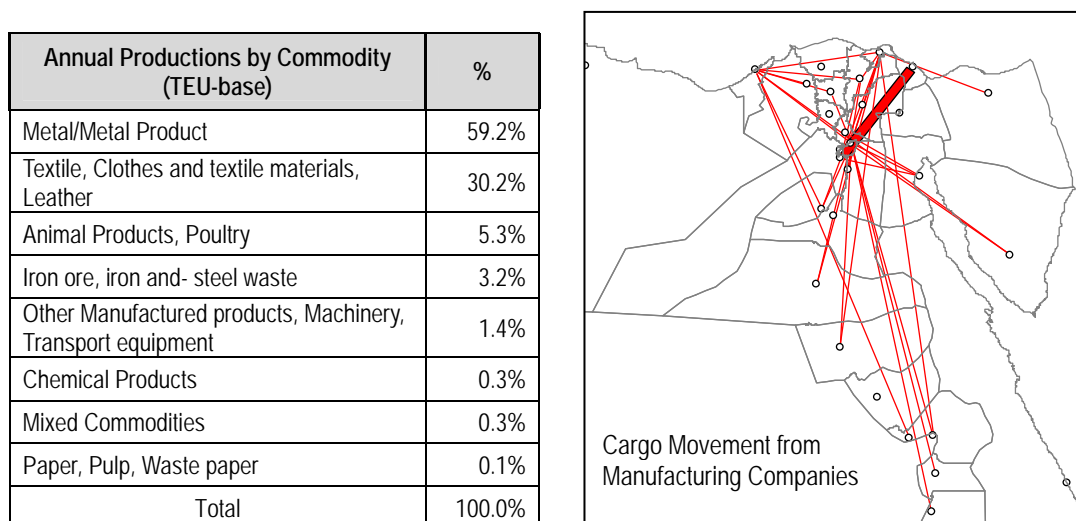 Annual Productions by Commodity
(TEU-base)
%
Metal/Metal Product
59.2%
Textile, Clothes and textile materials,
Leather
30.2%
Animal Products, Poultry
5.3%
Iron ore, iron and- steel waste
3.2%
Other Manufactured products, Machinery,
Transport equipment
1.4%
Chemical Products
0.3%
Mixed Commodities
0.3%
Paper, Pulp, Waste paper
0.1%
Total
100.0%
Cargo Movement from
Manufacturing Companies